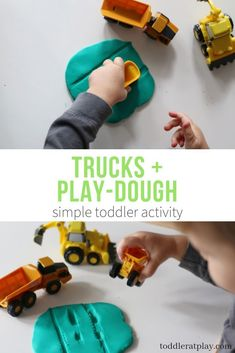 TRUCKS +
PLAY-DOUGH
simple toddler activity
toddleratplay.com